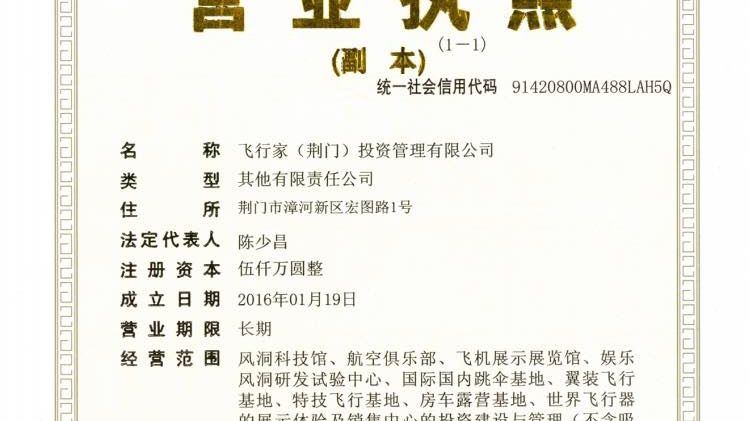 营业执照
(副 本)(1-1)
统一社会信用代码 91420800MA488LAH5Q
名 称 飞行家（荆门）投资管理有限公司
类 型 其他有限责任公司
住 所 荆门市漳河新区宏图路1号
法定代表人 陈少昌
注 册 资 本 伍仟万圆整
成 立 日 期 2016年01月19日
营 业 期 限 长期
经 营 范 围 风洞科技馆、航空俱乐部、飞机展示展览馆、娱乐
风洞研发试验中心、国际国内跳伞基地、翼装飞行
基地、特技飞行基地、房车露营基地、世界飞行器
的展示体验及销售中心的投资建设与管理（不含吸